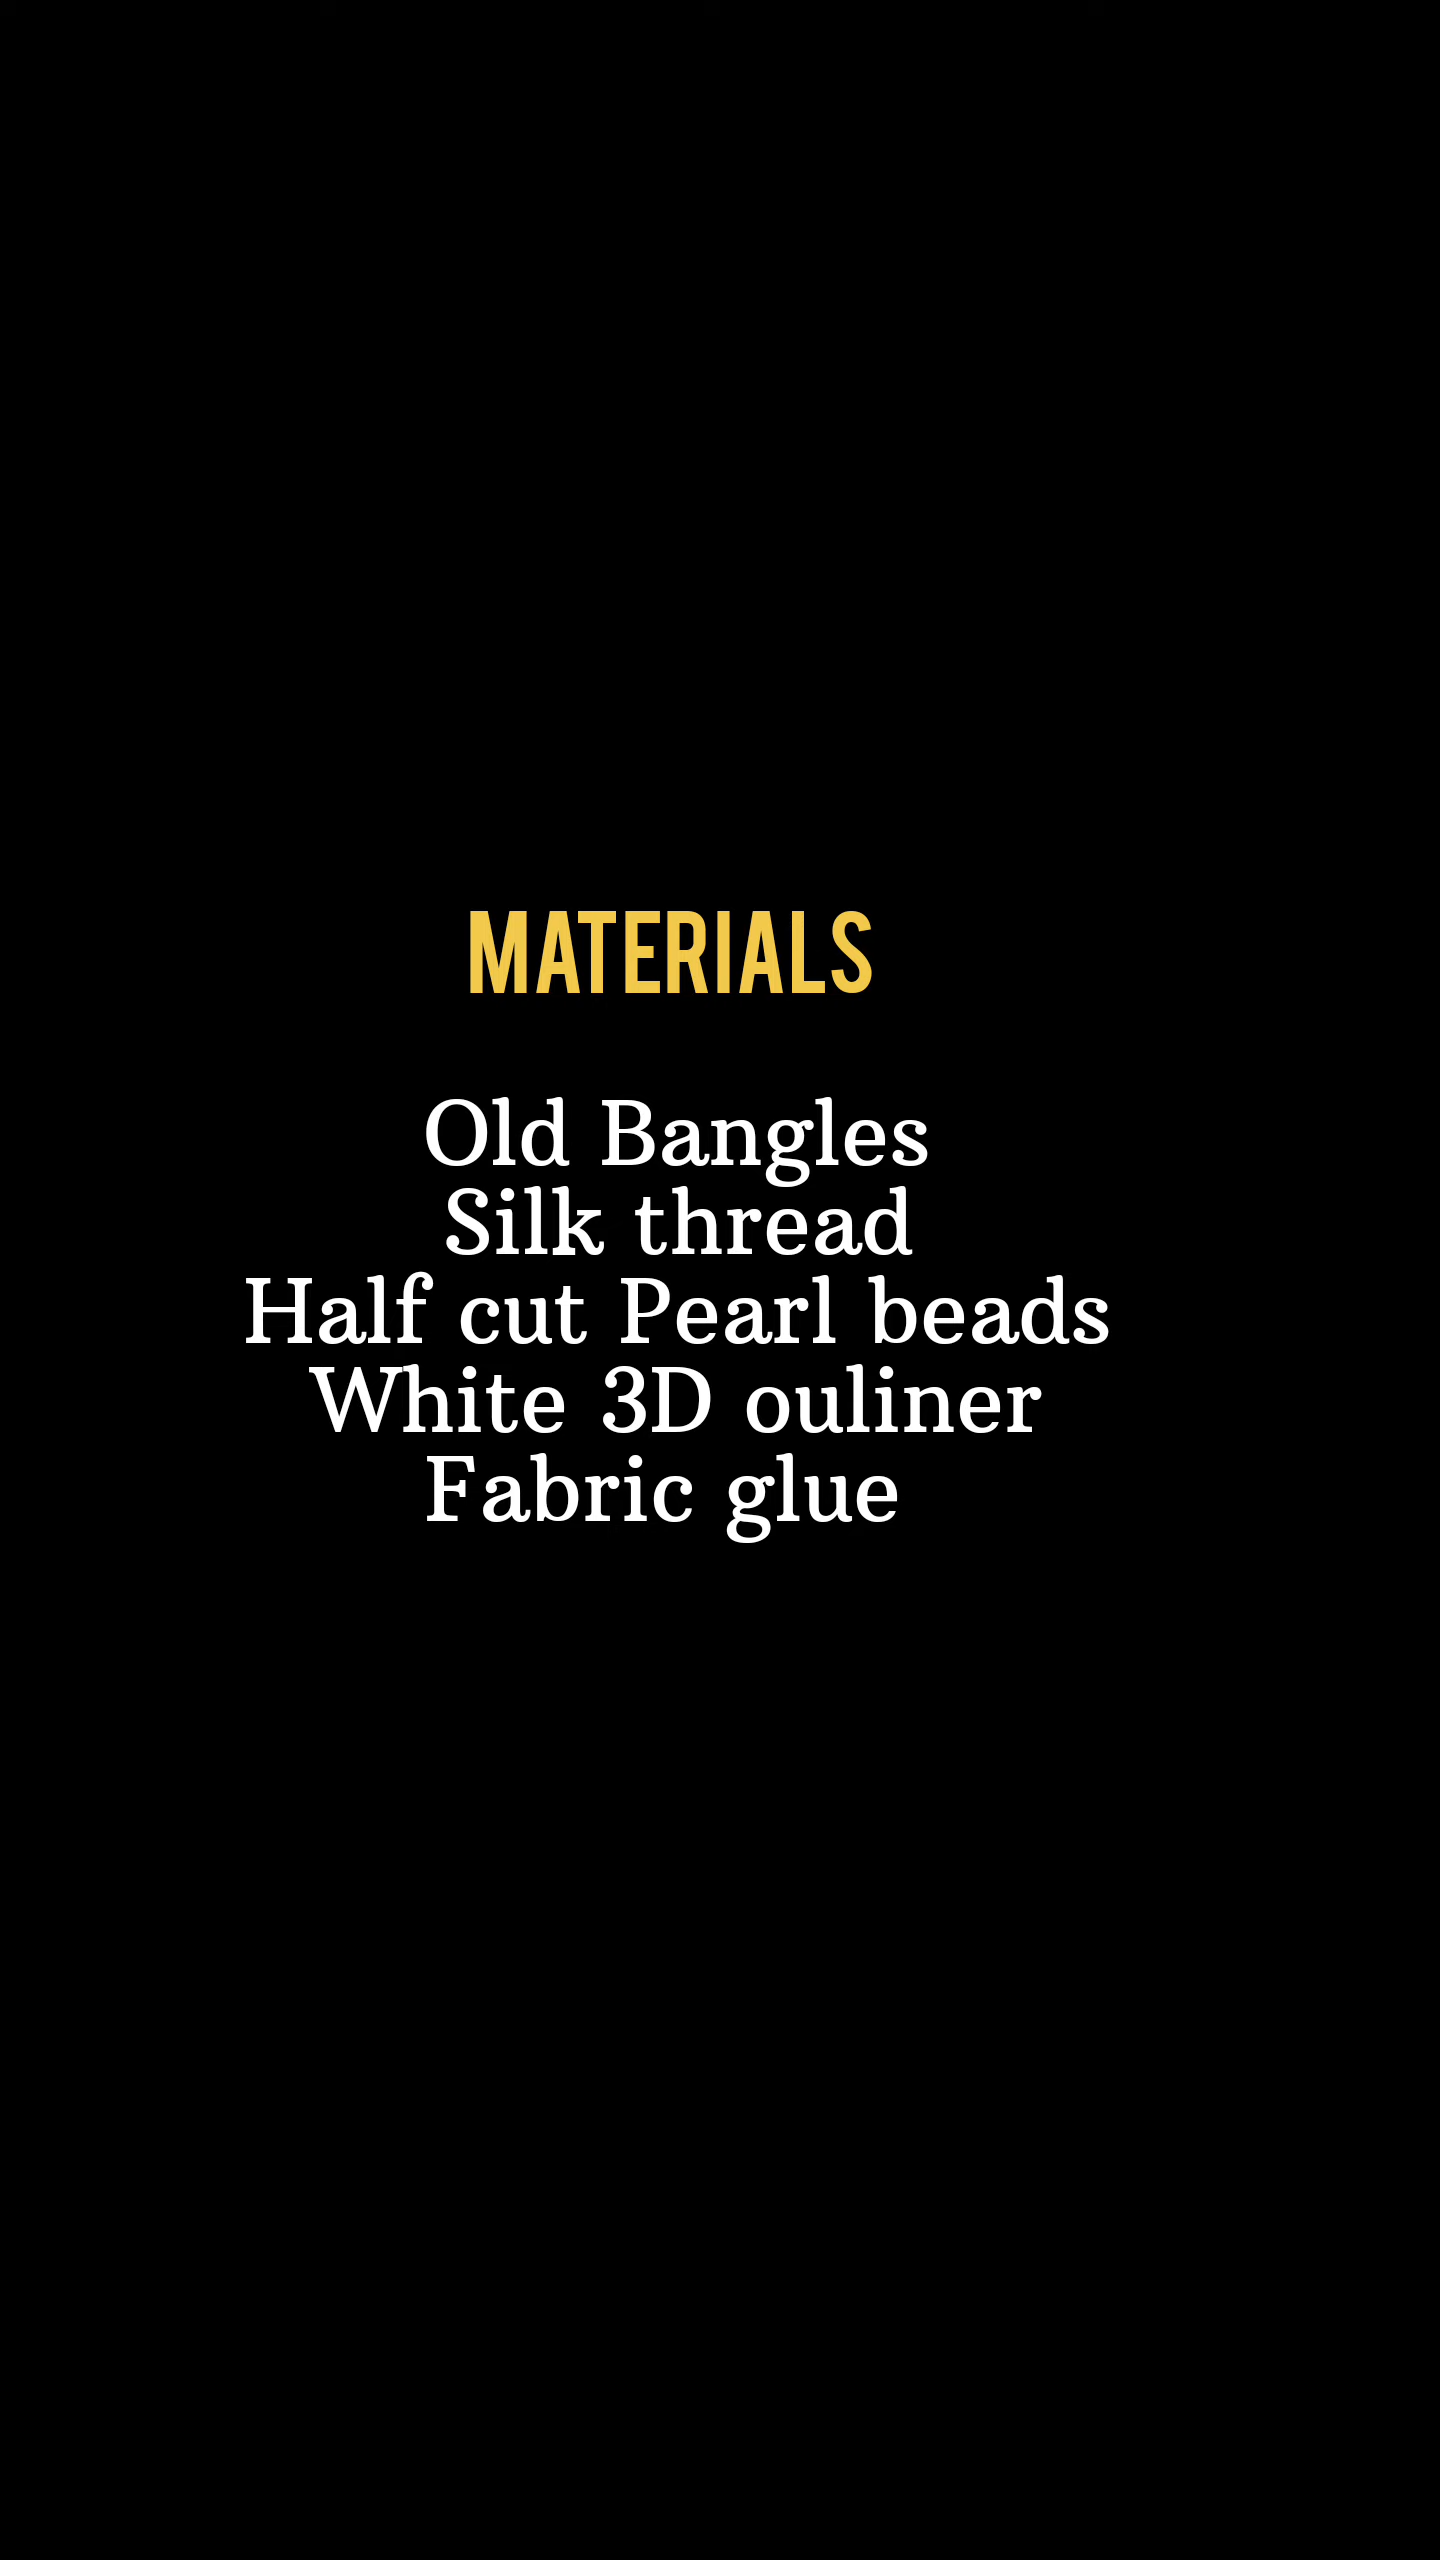 MATERIALS
Old Bangles
Silk thread
Half cut Pearl beads
White 3D ouliner
Fabric glue